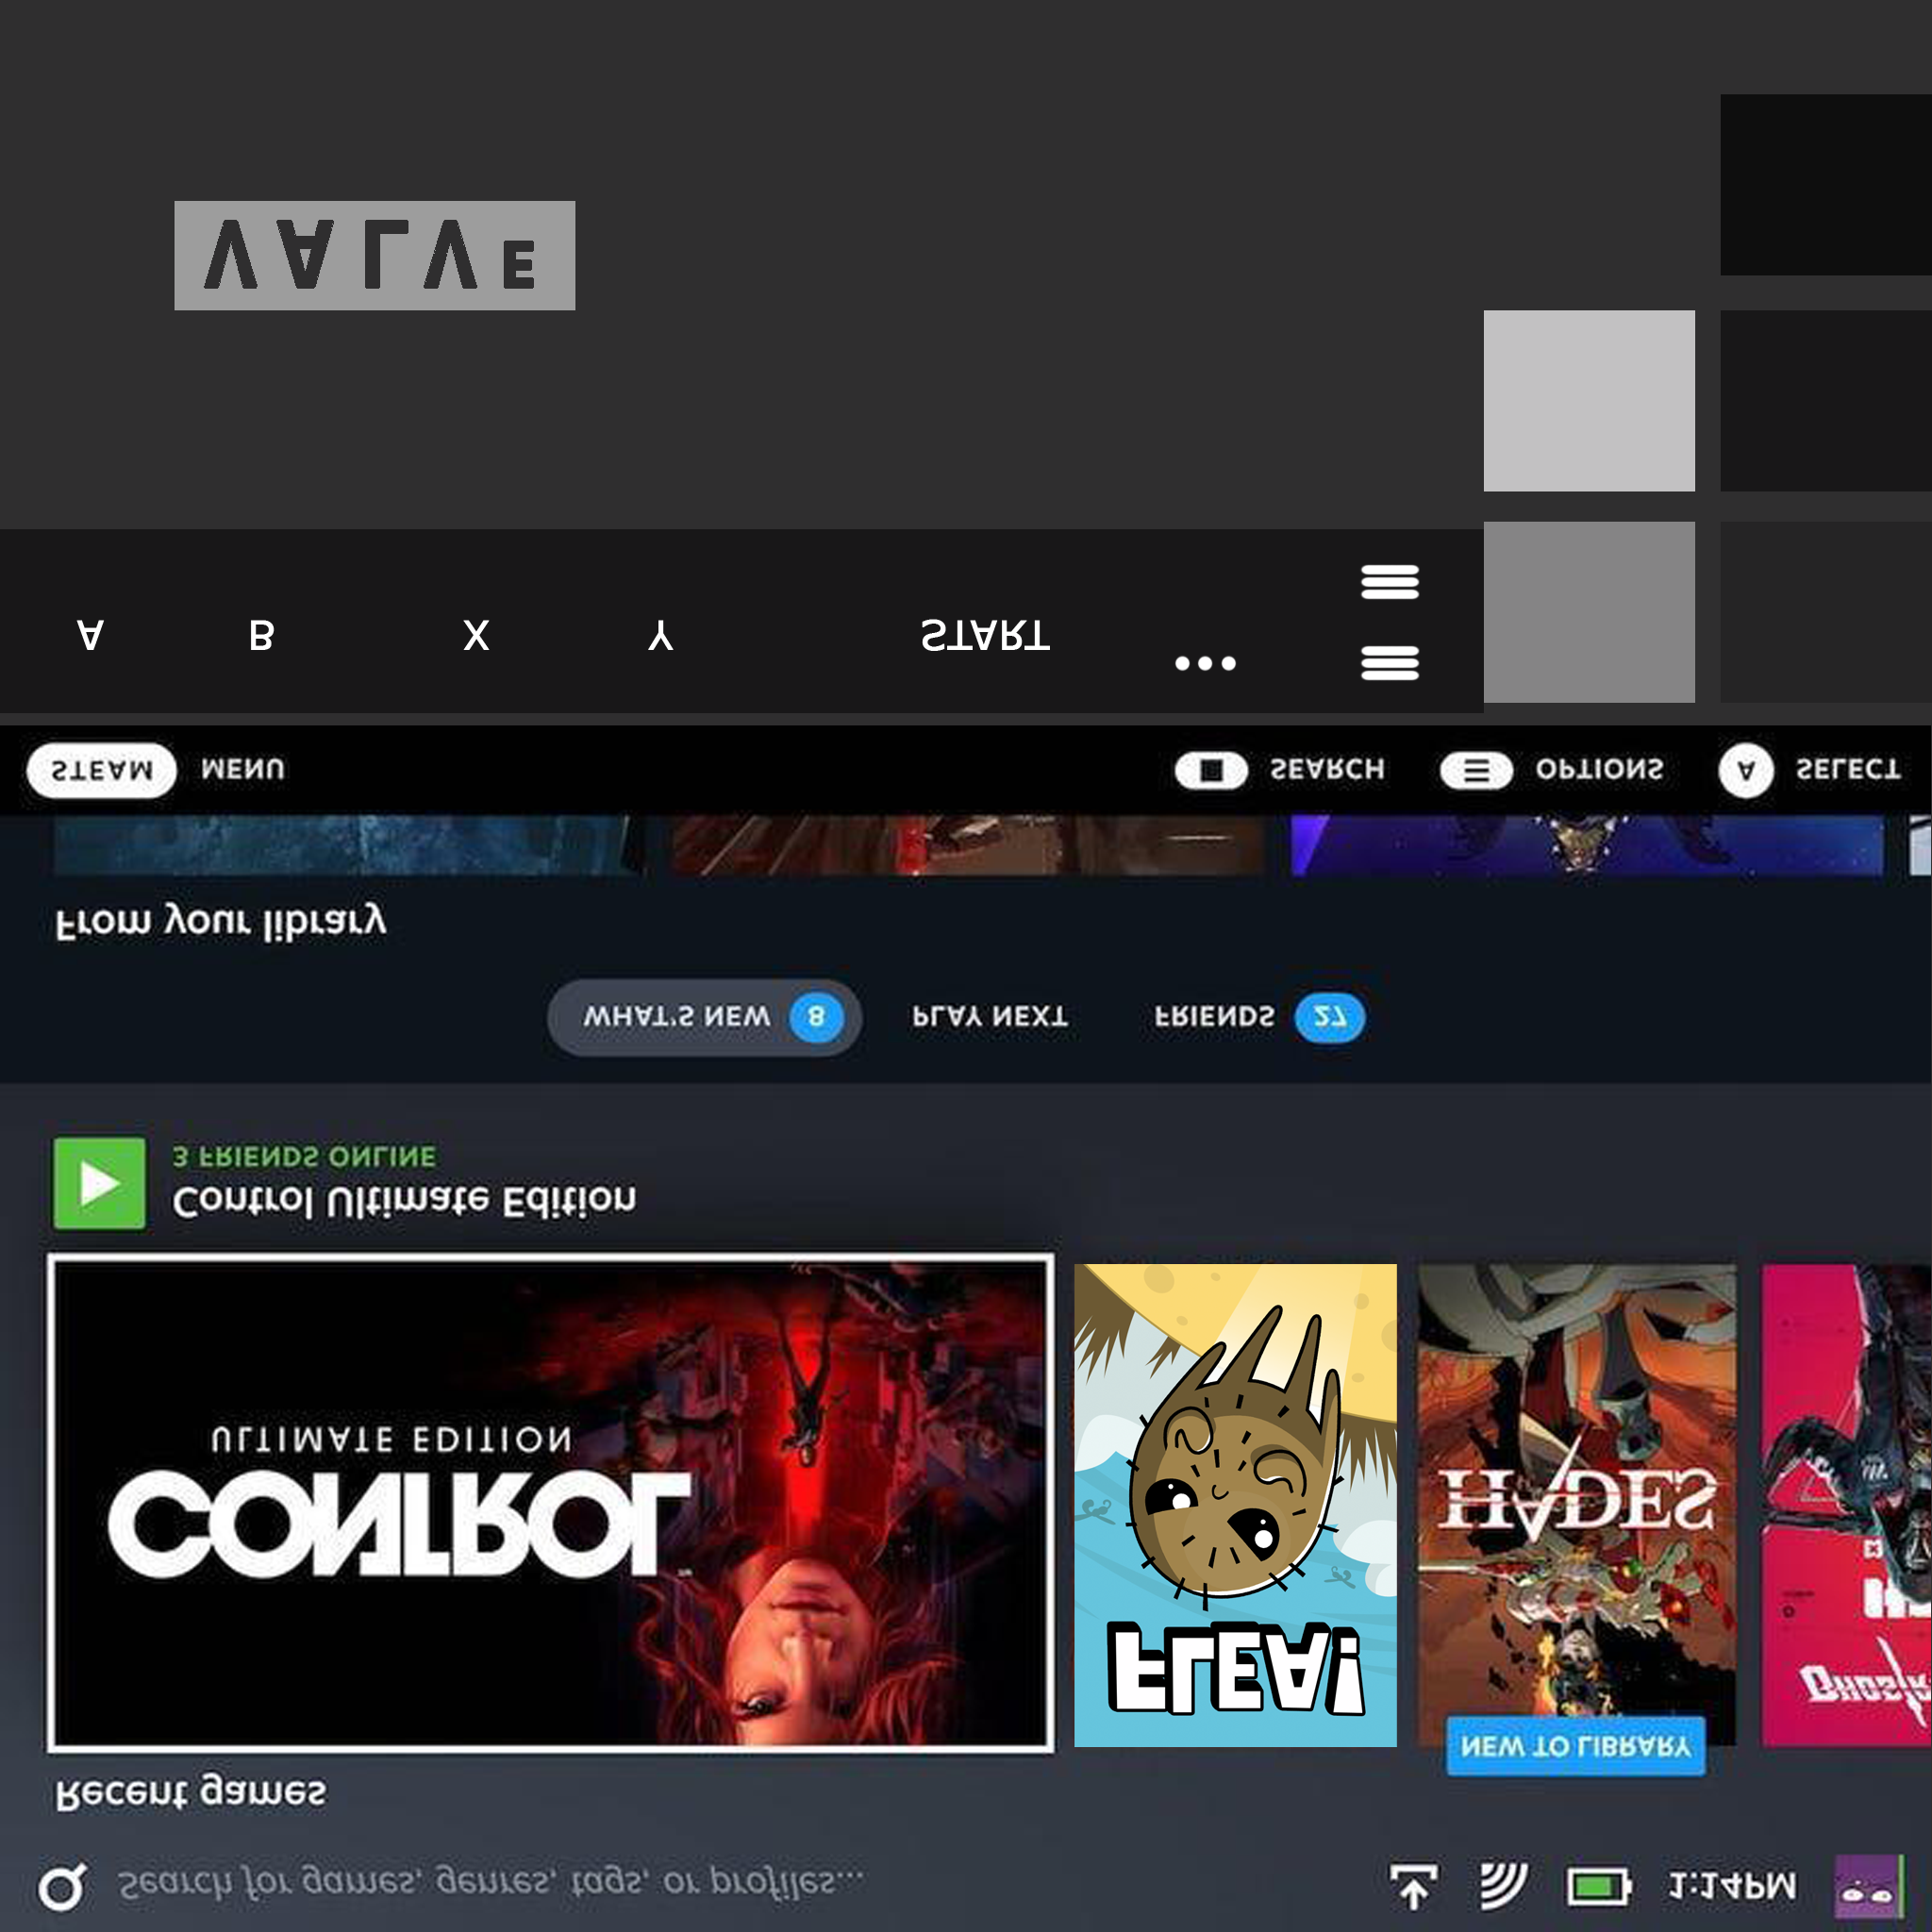 VALVE
A B X Y START
STEAM MENU SEARCH OPTIONS A SELECT
From your library
WHAT'S NEW 8 PLAY NEXT FRIENDS 27
3 FRIENDS ONLINE
Control Ultimate Edition
ULTIMATE EDITION
CONTROL
HADES
FLEA!
NEW TO LIBRARY
Recent games
Search for games, genres, tags, or profiles...
1:14PM